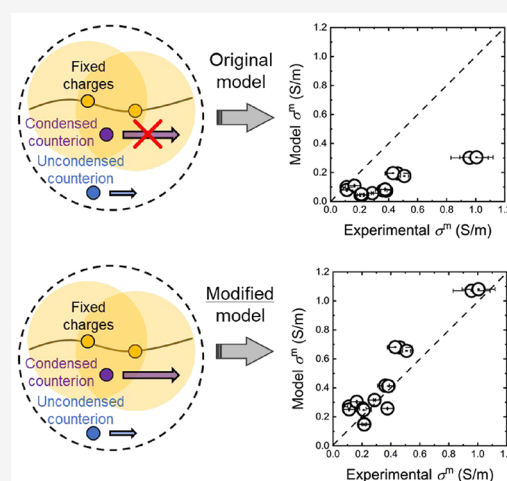 Fixed
charges
Condensed
counterion
Uncondensed
counterion
Original
model
Model σᵐ (S/m)
1.2
1.0
0.8
0.6
0.4
0.2
0.0
0.0 0.2 0.4 0.6 0.8 1.0 1.2
Experimental σᵐ (S/m)
Fixed
charges
Condensed
counterion
Uncondensed
counterion
Modified
model
Model σᵐ (S/m)
1.2
1.0
0.8
0.6
0.4
0.2
0.0
0.0 0.2 0.4 0.6 0.8 1.0 1.2
Experimental σᵐ (S/m)